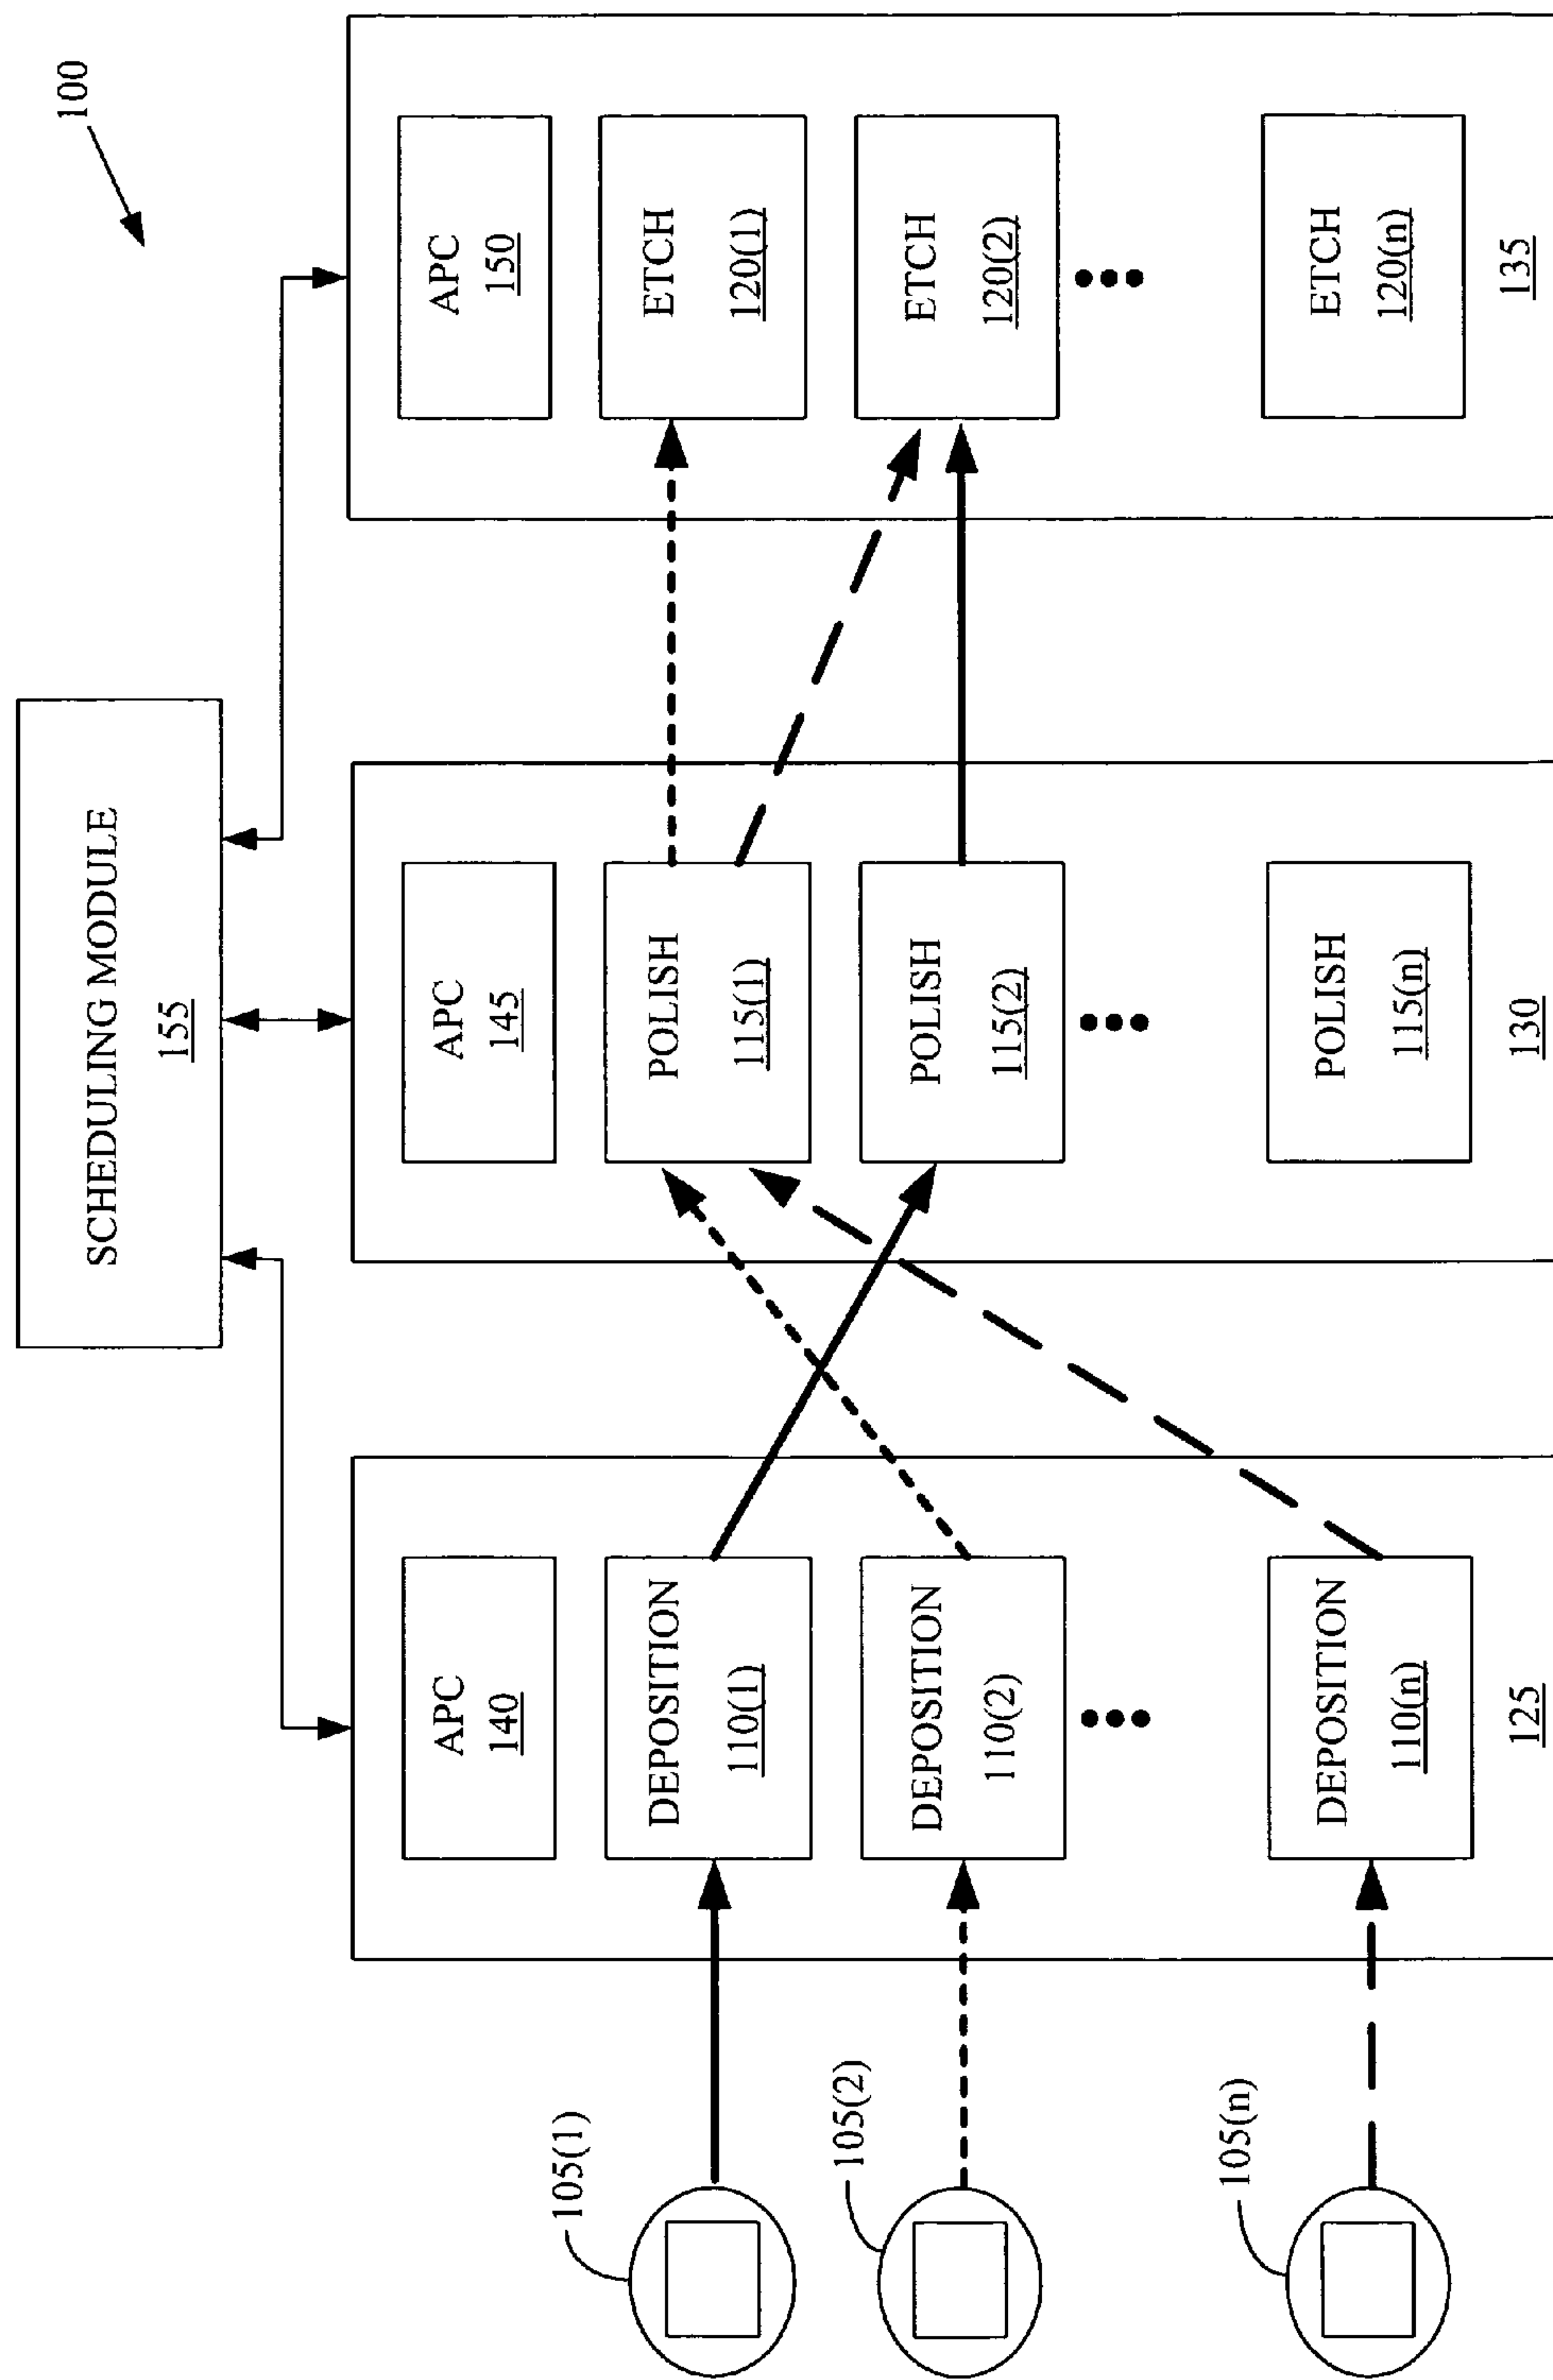 100
SCHEDULING MODULE
155
APC
140
DEPOSITION
110(1)
DEPOSITION
110(2)
DEPOSITION
110(n)
125
APC
145
POLISH
115(1)
POLISH
115(2)
POLISH
115(n)
130
APC
150
ETCH
120(1)
ETCH
120(2)
ETCH
120(n)
135
105(1)
105(2)
105(n)